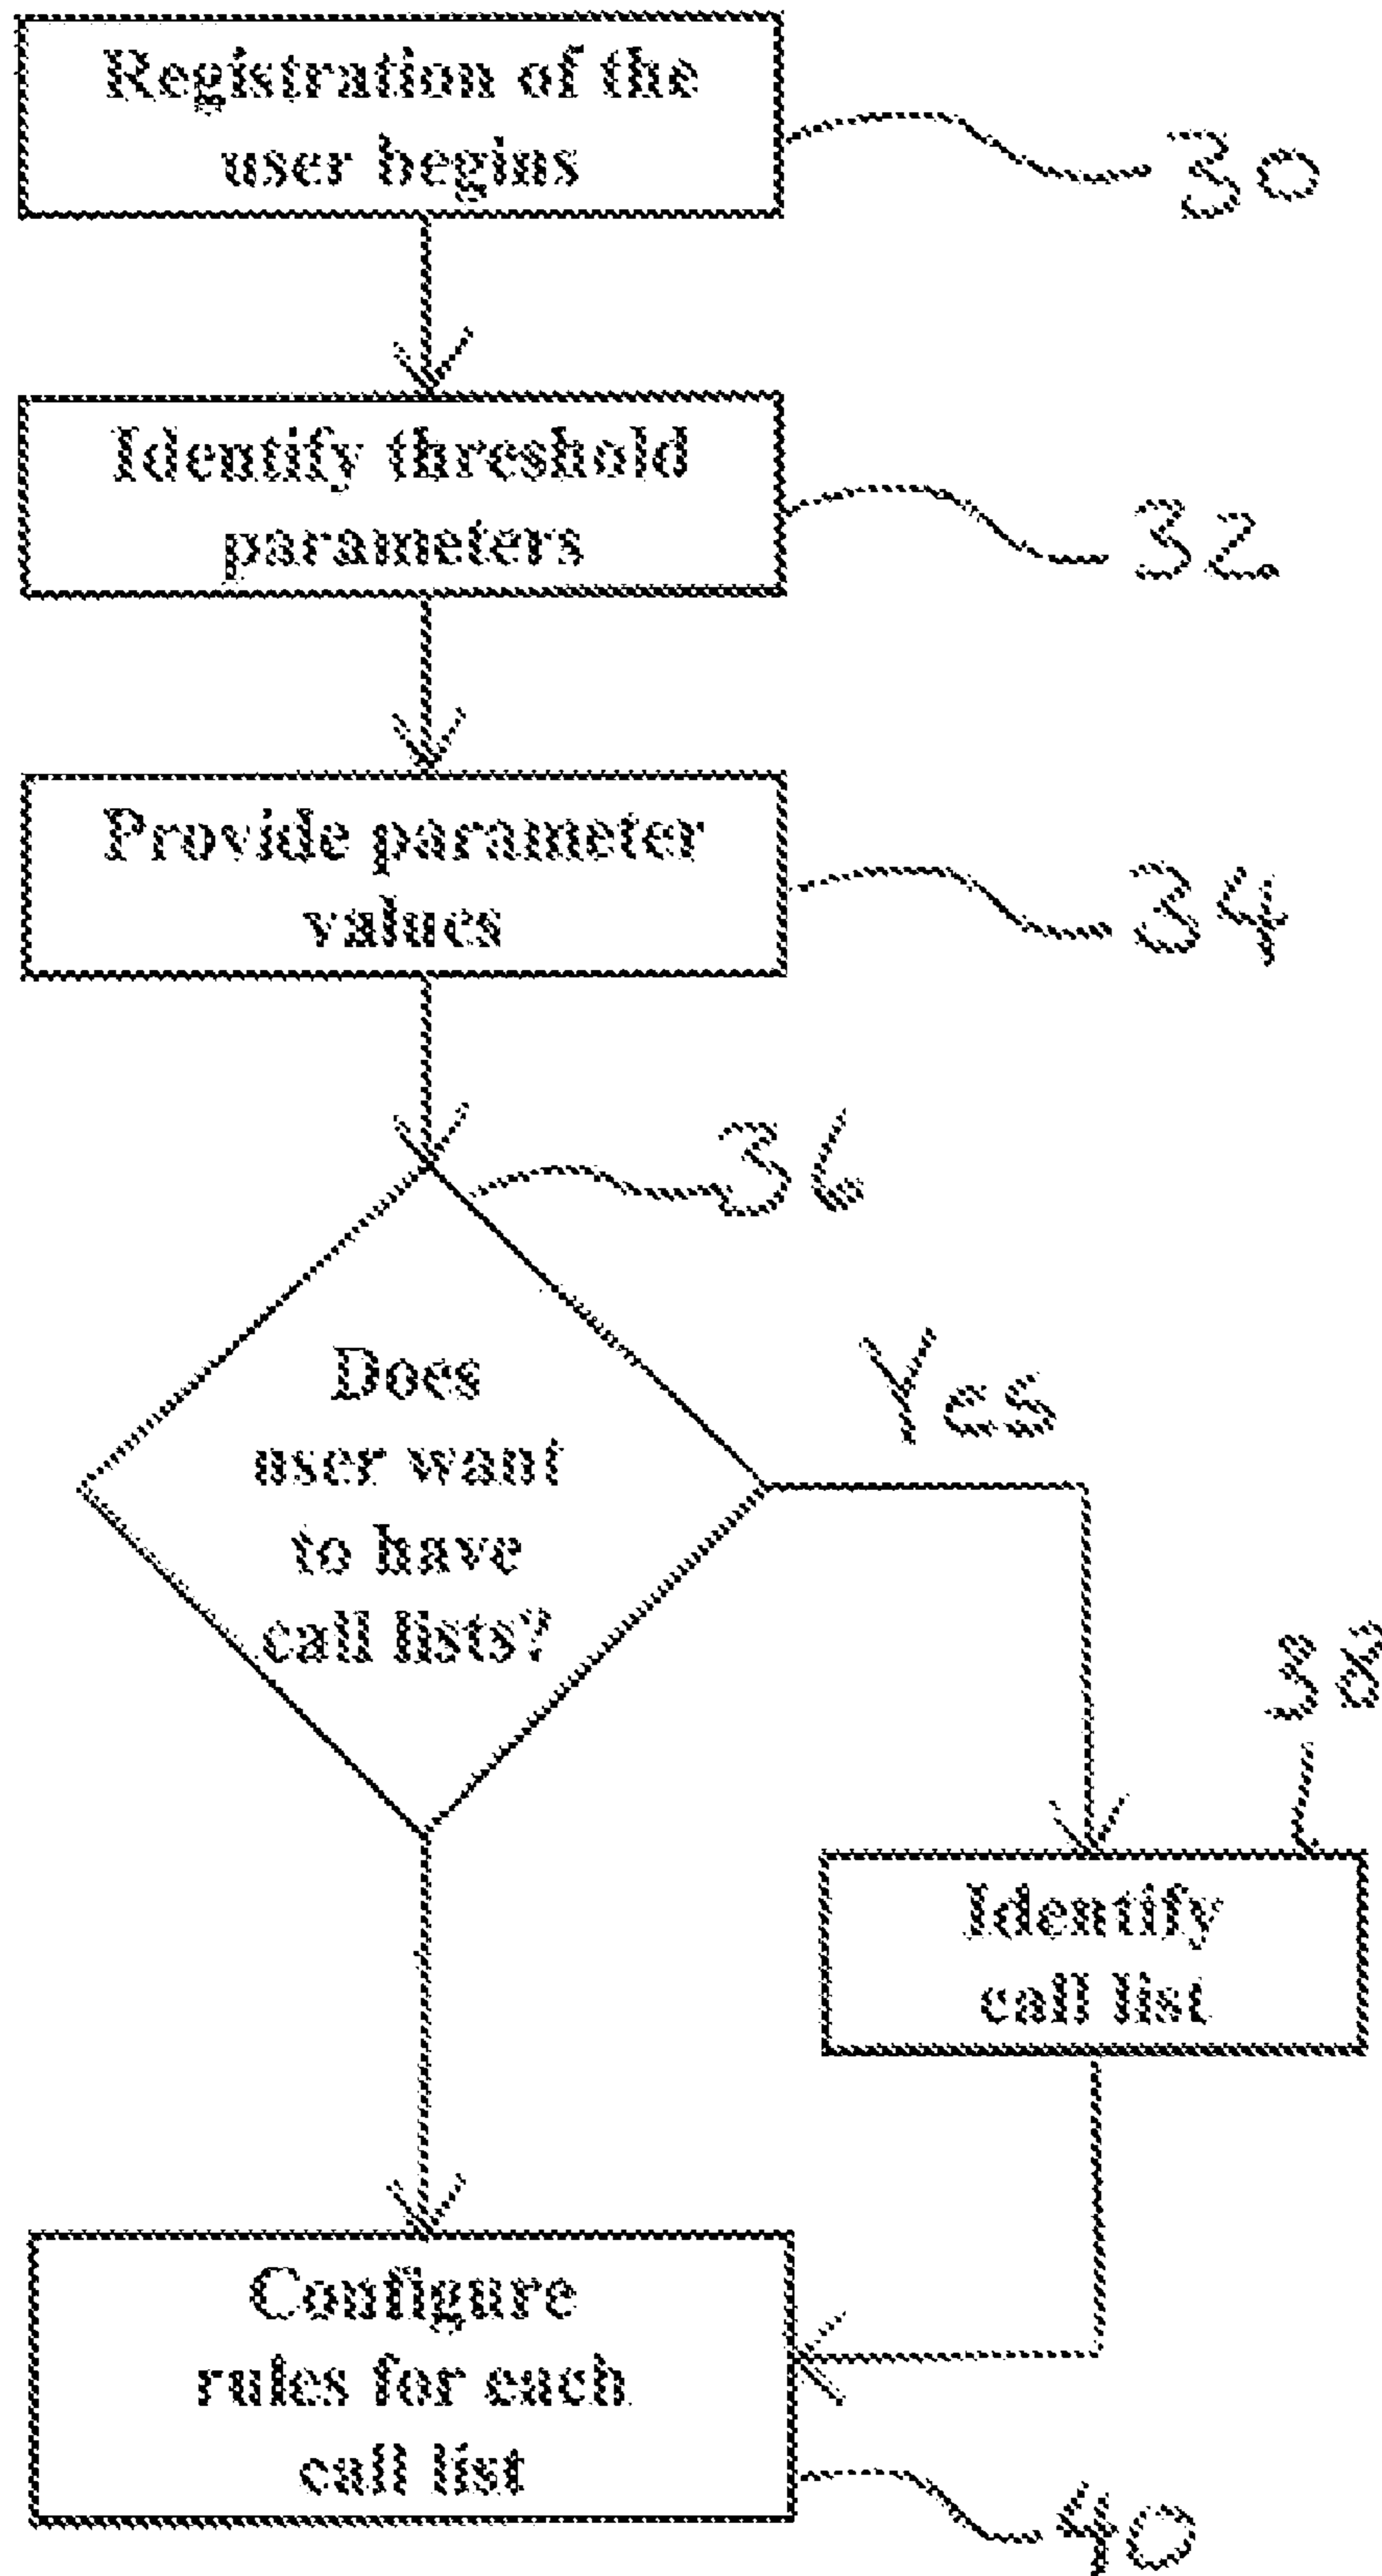 Registration of the
user begins
30
Identify threshold
parameters
32
Provide parameter
values
34
36
Does
user want
to have
call lists?
Yes
38
Identify
call list
Configure
rules for each
call list
40